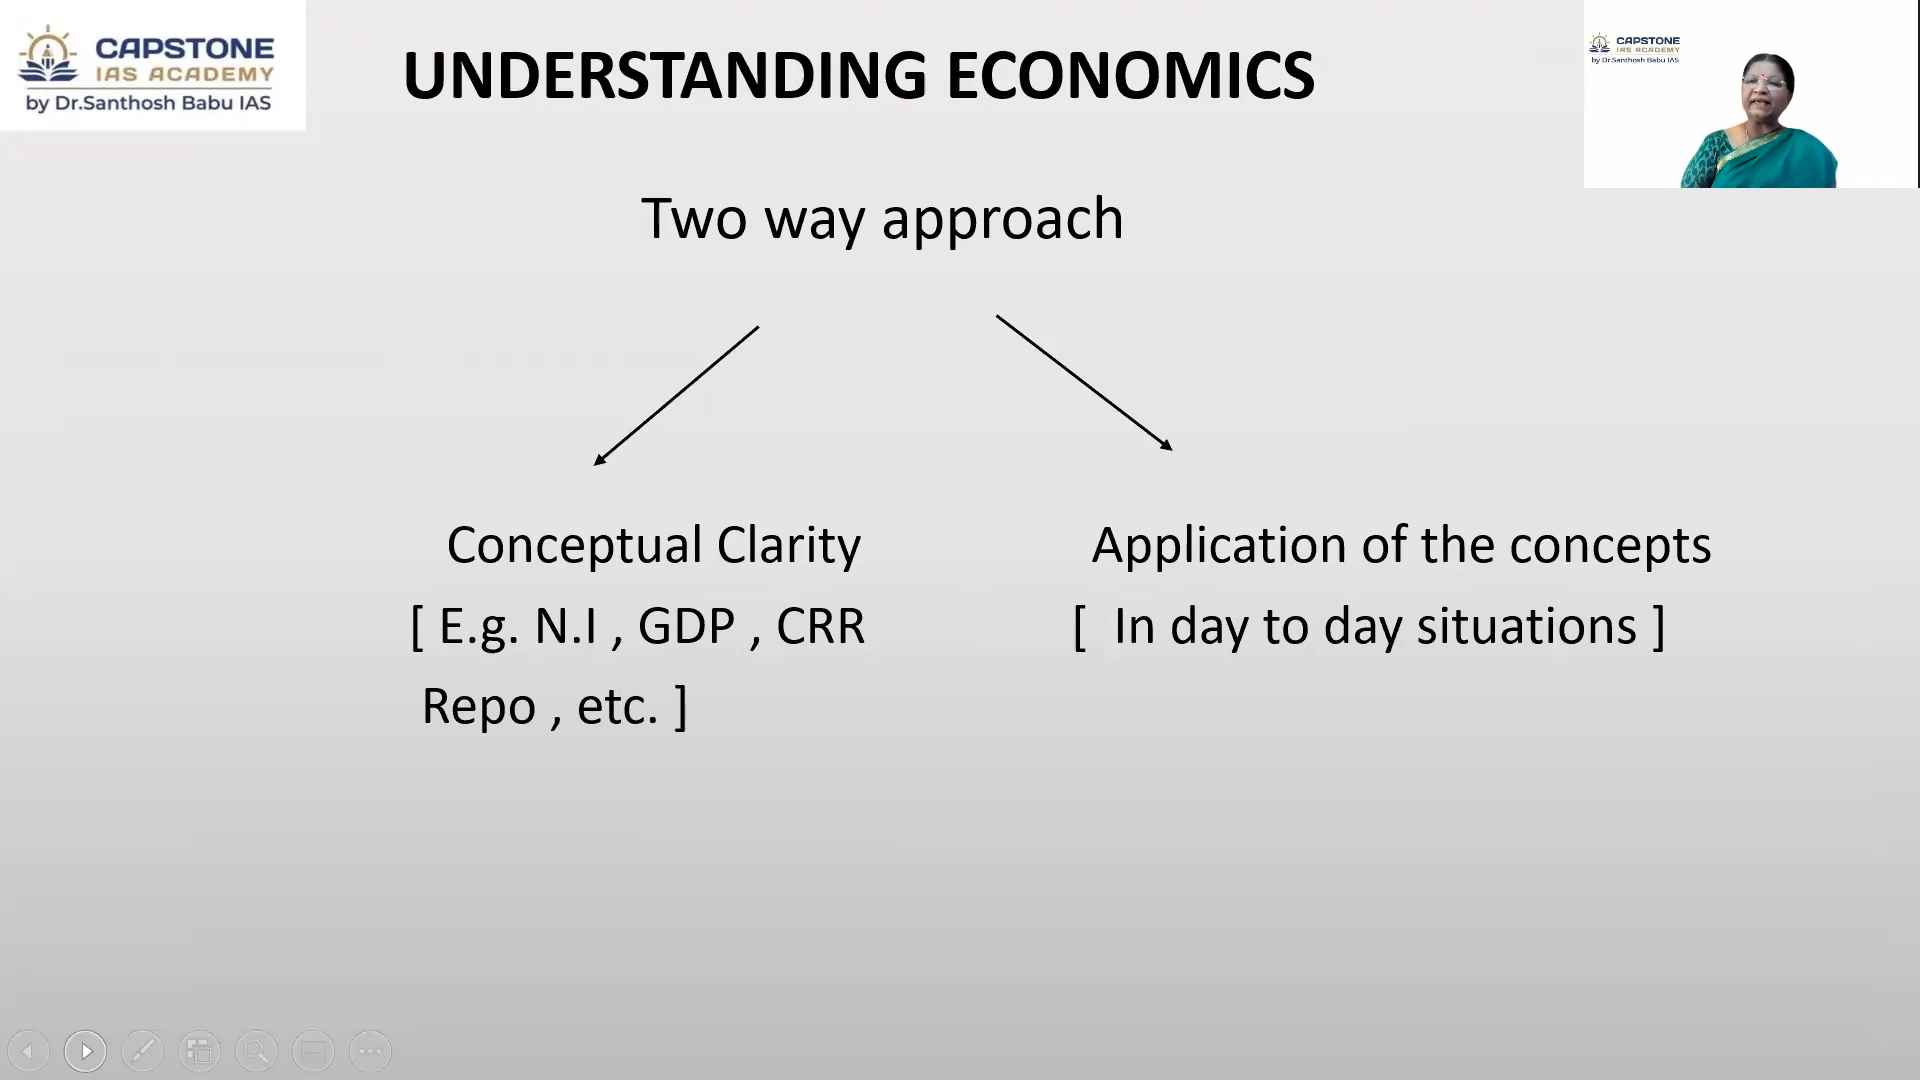 CAPSTONE
IAS ACADEMY
by Dr.Santhosh Babu IAS
UNDERSTANDING ECONOMICS
CAPSTONE
IAS ACADEMY
by Dr.Santhosh Babu IAS
Two way approach
Conceptual Clarity
[ E.g. N.I , GDP , CRR
Repo , etc. ]
Application of the concepts
[ In day to day situations ]